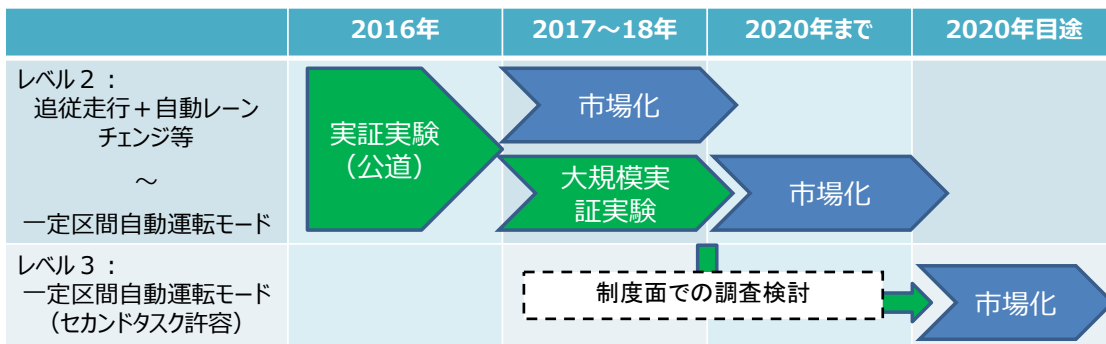 2016年
2017～18年
2020年まで
2020年目途
レベル２：
追従走行＋自動レーン
チェンジ等
～
一定区間自動運転モード
実証実験
（公道）
市場化
大規模実
証実験
市場化
レベル３：
一定区間自動運転モード
（セカンドタスク許容）
制度面での調査検討
市場化